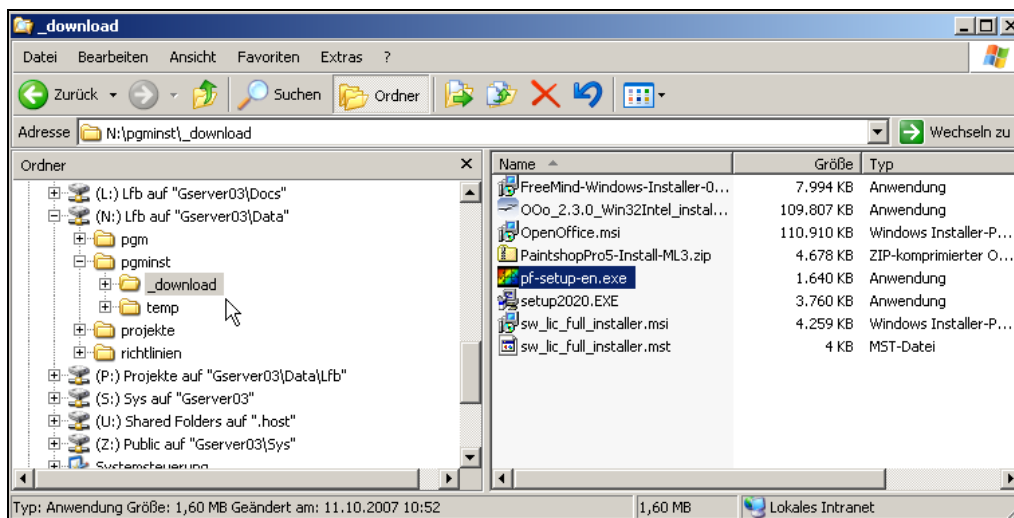 _download
Datei Bearbeiten Ansicht Favoriten Extras ?
Zurück Suchen Ordner
Adresse N:\pgminst\_download Wechseln zu
Ordner
(L:) Lfb auf "Gserver03\Docs"
(N:) Lfb auf "Gserver03\Data"
pgm
pgminst
_download
temp
projekte
richtlinien
(P:) Projekte auf "Gserver03\Data\Lfb"
(S:) Sys auf "Gserver03"
(U:) Shared Folders auf ".host"
(Z:) Public auf "Gserver03\Sys"
Systemsteuerung
Name Größe Typ
FreeMind-Windows-Installer-0... 7.994 KB Anwendung
OOo_2.3.0_Win32Intel_instal... 109.807 KB Anwendung
OpenOffice.msi 110.910 KB Windows Installer-P...
PaintshopPro5-Install-ML3.zip 4.678 KB ZIP-komprimierter O...
pf-setup-en.exe 1.640 KB Anwendung
setup2020.EXE 3.760 KB Anwendung
sw_lic_full_installer.msi 4.259 KB Windows Installer-P...
sw_lic_full_installer.mst 4 KB MST-Datei
Typ: Anwendung Größe: 1,60 MB Geändert am: 11.10.2007 10:52 1,60 MB Lokales Intranet